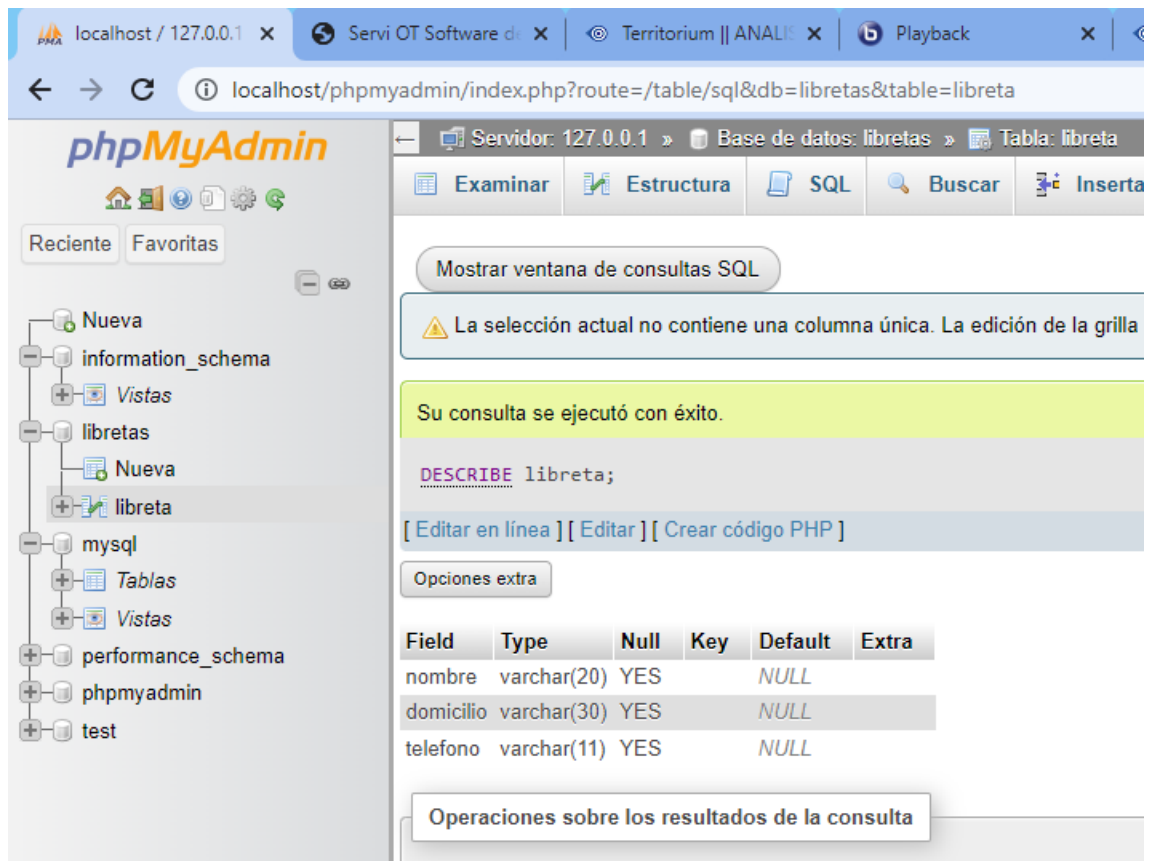 localhost / 127.0.0.1
Servi OT Software de
Territorium || ANALIS
Playback
localhost/phpmyadmin/index.php?route=/table/sql&db=libretas&table=libreta
phpMyAdmin
Reciente Favoritas
Nueva
information_schema
Vistas
libretas
Nueva
libreta
mysql
Tablas
Vistas
performance_schema
phpmyadmin
test
Servidor: 127.0.0.1 » Base de datos: libretas » Tabla: libreta
Examinar Estructura SQL Buscar Inserta
Mostrar ventana de consultas SQL
La selección actual no contiene una columna única. La edición de la grilla
Su consulta se ejecutó con éxito.
DESCRIBE libreta;
[ Editar en línea ] [ Editar ] [ Crear código PHP ]
Opciones extra
Field Type Null Key Default Extra
nombre varchar(20) YES NULL
domicilio varchar(30) YES NULL
telefono varchar(11) YES NULL
Operaciones sobre los resultados de la consulta